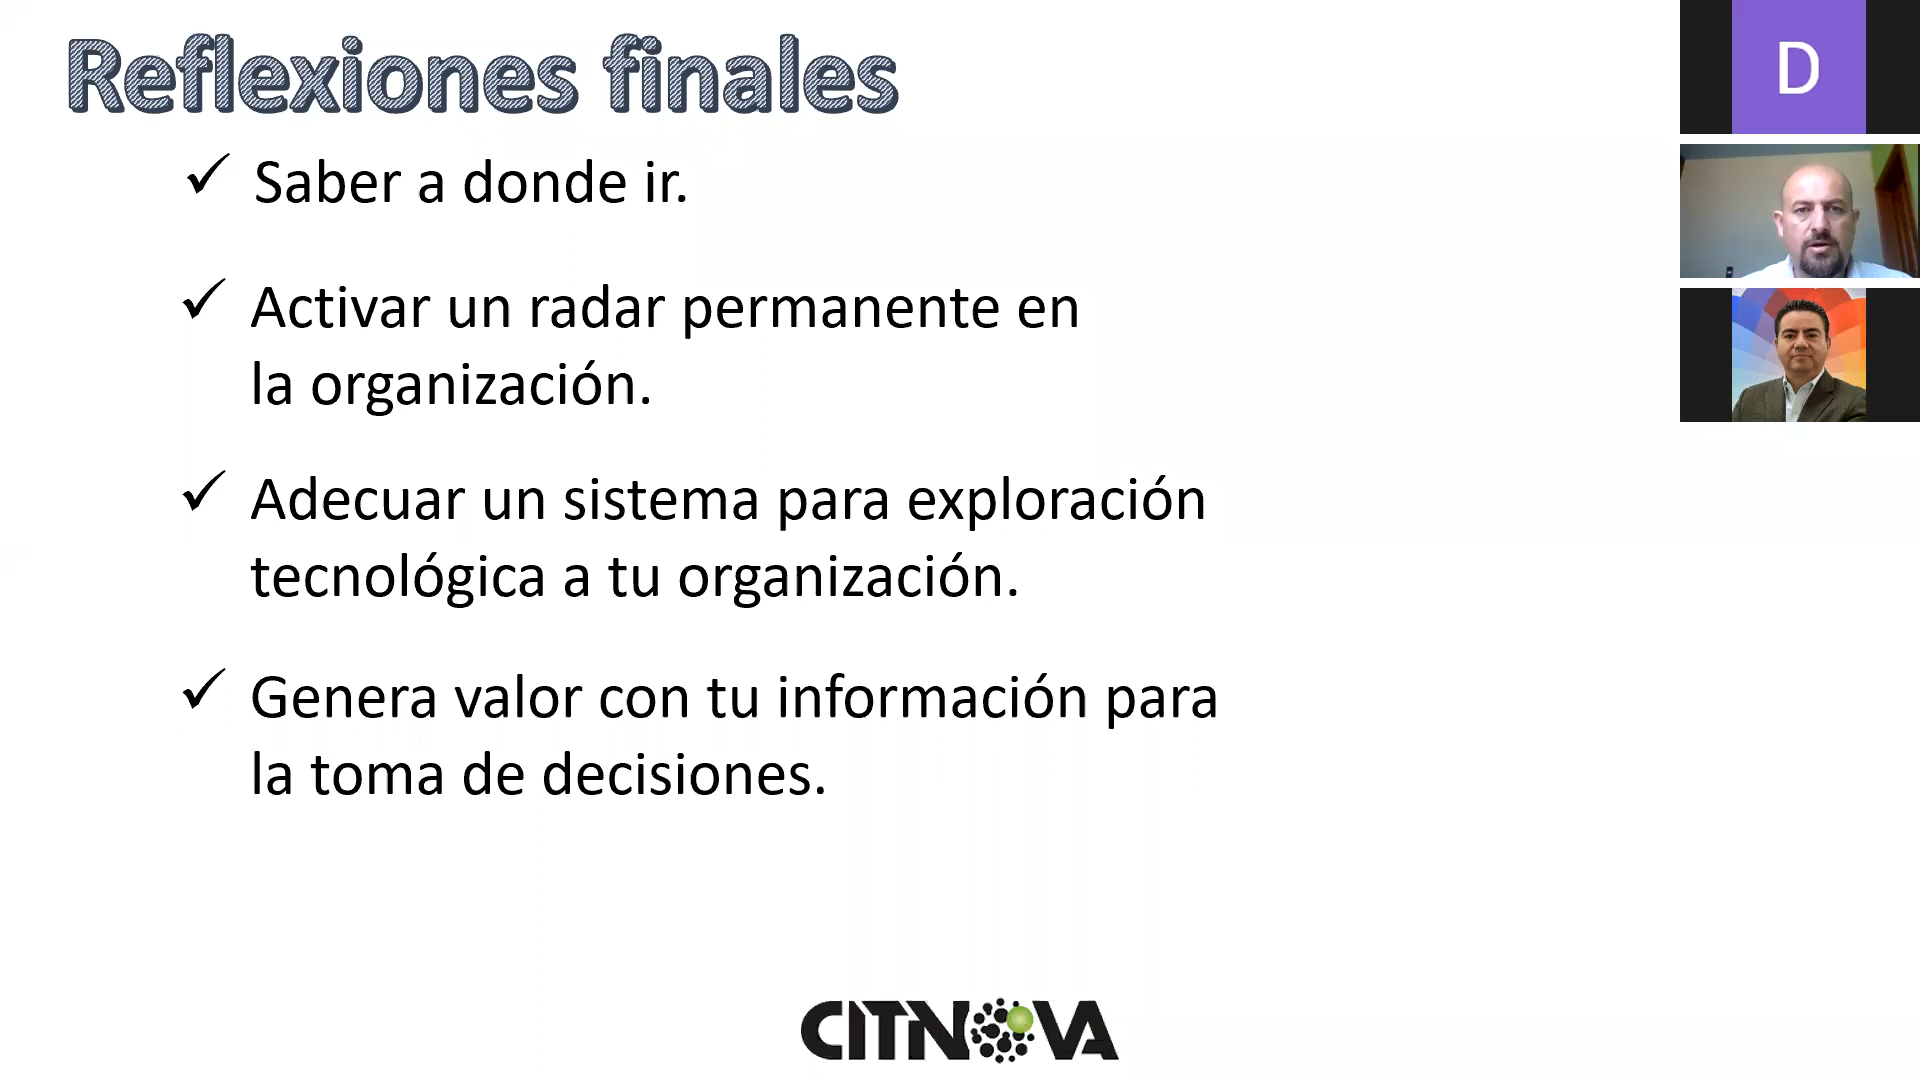 Reflexiones finales
✓ Saber a donde ir.
✓ Activar un radar permanente en
la organización.
✓ Adecuar un sistema para exploración
tecnológica a tu organización.
✓ Genera valor con tu información para
la toma de decisiones.
CITNOVA
D